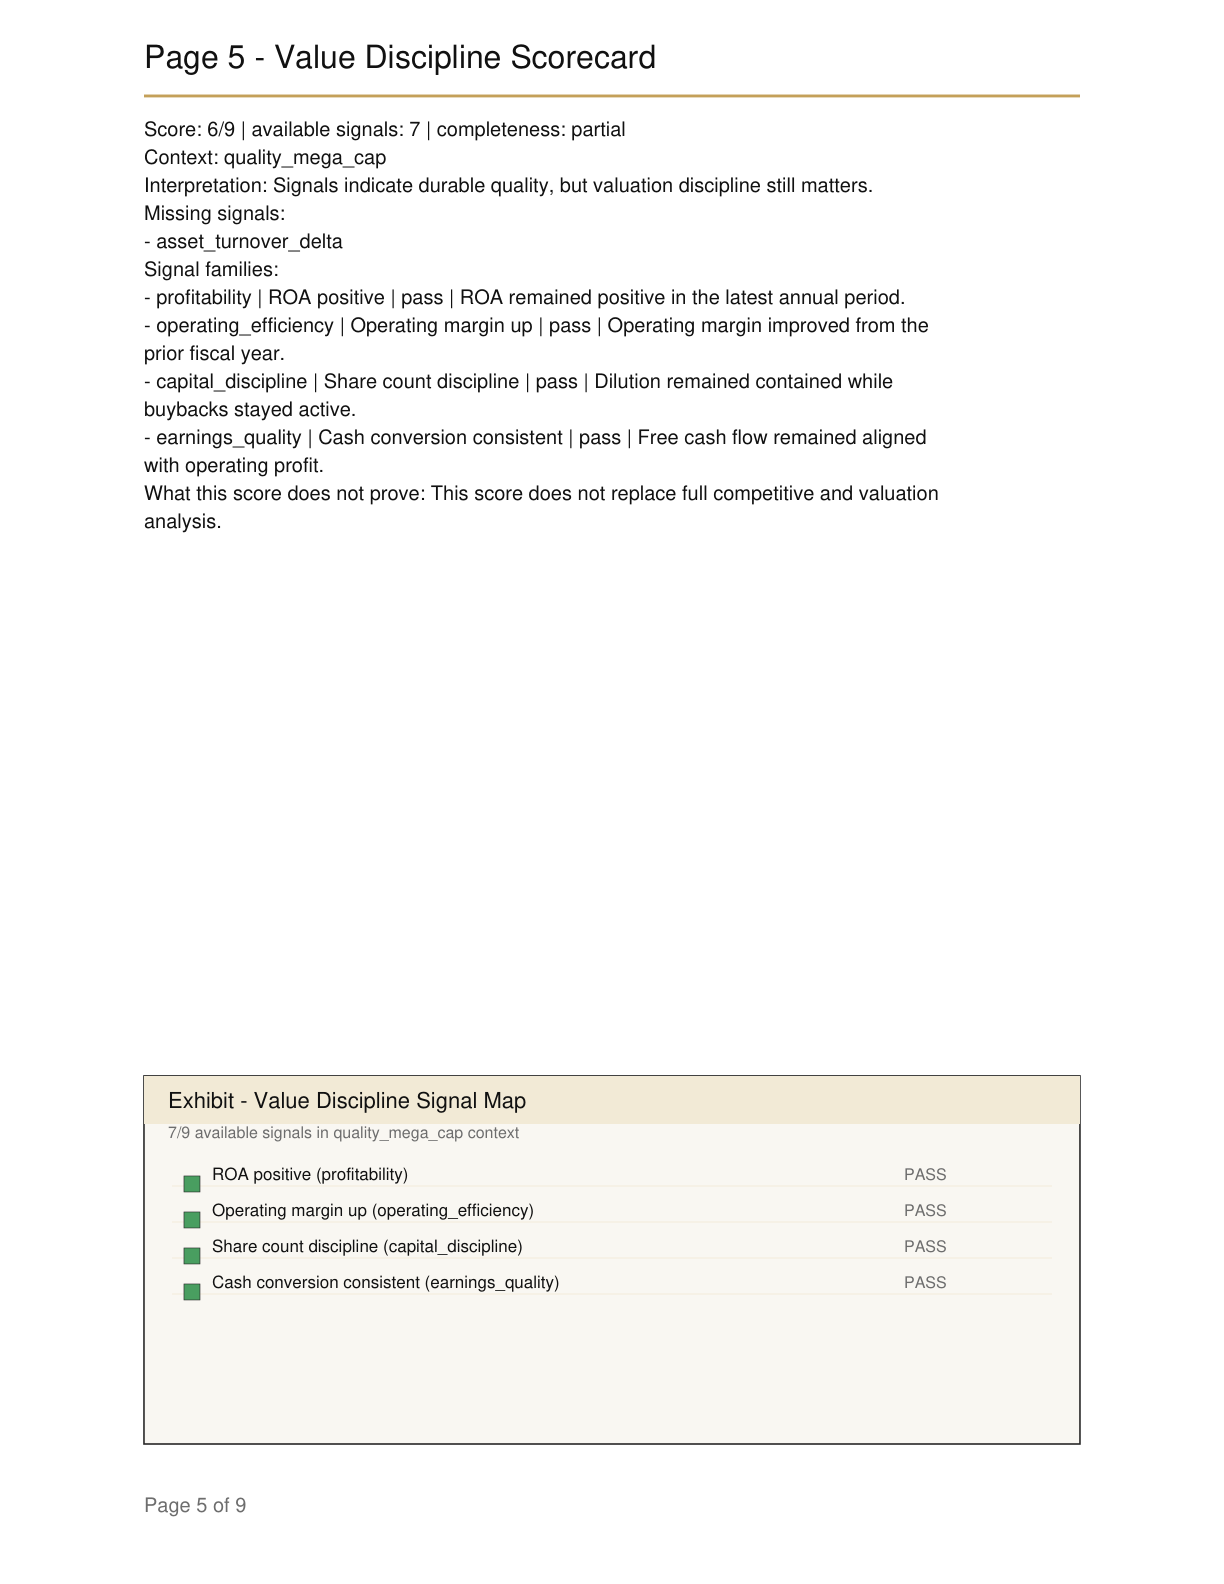 Page 5 - Value Discipline Scorecard
Score: 6/9 | available signals: 7 | completeness: partial
Context: quality_mega_cap
Interpretation: Signals indicate durable quality, but valuation discipline still matters.
Missing signals:
- asset_turnover_delta
Signal families:
- profitability | ROA positive | pass | ROA remained positive in the latest annual period.
- operating_efficiency | Operating margin up | pass | Operating margin improved from the
prior fiscal year.
- capital_discipline | Share count discipline | pass | Dilution remained contained while
buybacks stayed active.
- earnings_quality | Cash conversion consistent | pass | Free cash flow remained aligned
with operating profit.
What this score does not prove: This score does not replace full competitive and valuation
analysis.
Exhibit - Value Discipline Signal Map
7/9 available signals in quality_mega_cap context
ROA positive (profitability) PASS
Operating margin up (operating_efficiency) PASS
Share count discipline (capital_discipline) PASS
Cash conversion consistent (earnings_quality) PASS
Page 5 of 9